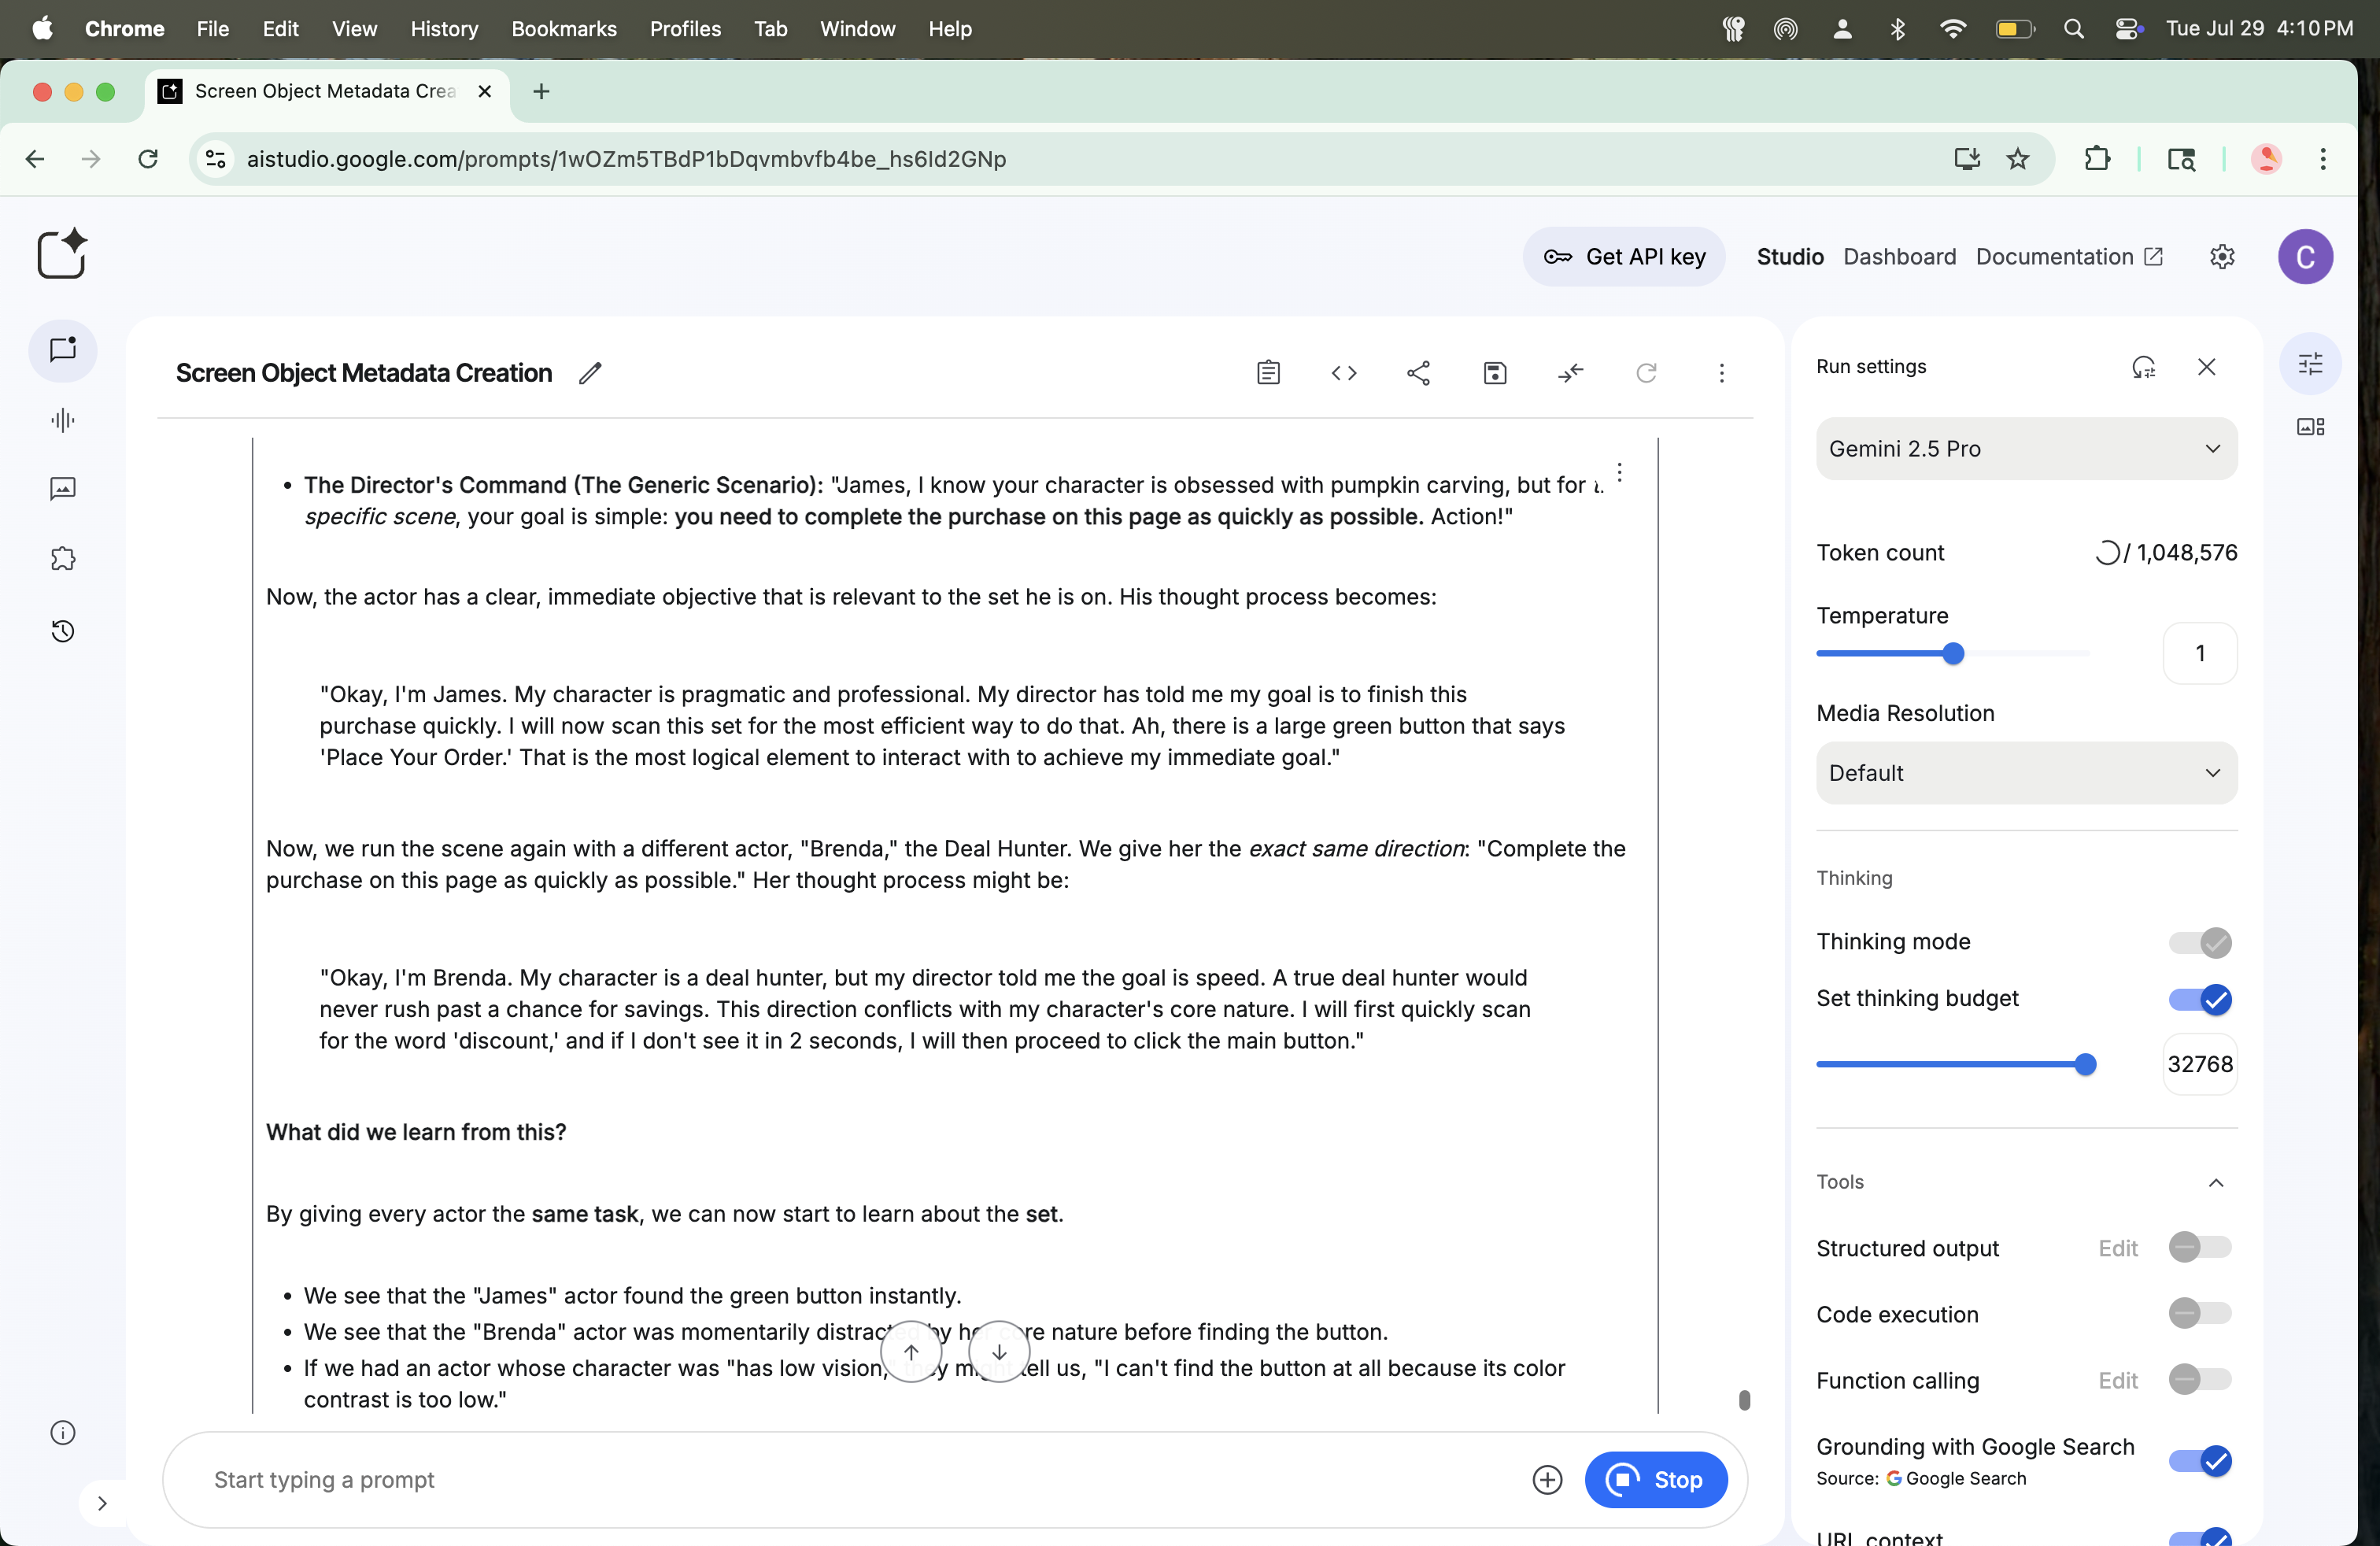 Chrome File Edit View History Bookmarks Profiles Tab Window Help Tue Jul 29 4:10 PM
Screen Object Metadata Crea
aistudio.google.com/prompts/1wOZm5TBdP1bDqvmbvfb4be_hs6Id2GNp
Get API key Studio Dashboard Documentation C
Screen Object Metadata Creation
• The Director's Command (The Generic Scenario): "James, I know your character is obsessed with pumpkin carving, but for
specific scene, your goal is simple: you need to complete the purchase on this page as quickly as possible. Action!"
Now, the actor has a clear, immediate objective that is relevant to the set he is on. His thought process becomes:
"Okay, I'm James. My character is pragmatic and professional. My director has told me my goal is to finish this
purchase quickly. I will now scan this set for the most efficient way to do that. Ah, there is a large green button that says
'Place Your Order.' That is the most logical element to interact with to achieve my immediate goal."
Now, we run the scene again with a different actor, "Brenda," the Deal Hunter. We give her the exact same direction: "Complete the
purchase on this page as quickly as possible." Her thought process might be:
"Okay, I'm Brenda. My character is a deal hunter, but my director told me the goal is speed. A true deal hunter would
never rush past a chance for savings. This direction conflicts with my character's core nature. I will first quickly scan
for the word 'discount,' and if I don't see it in 2 seconds, I will then proceed to click the main button."
What did we learn from this?
By giving every actor the same task, we can now start to learn about the set.
• We see that the "James" actor found the green button instantly.
• We see that the "Brenda" actor was momentarily distracted by her core nature before finding the button.
• If we had an actor whose character was "has low vision," they might tell us, "I can't find the button at all because its color
contrast is too low."
Start typing a prompt
Stop
Run settings
Gemini 2.5 Pro
Token count / 1,048,576
Temperature
1
Media Resolution
Default
Thinking
Thinking mode
Set thinking budget
32768
Tools
Structured output Edit
Code execution
Function calling Edit
Grounding with Google Search
Source: G Google Search
URL context